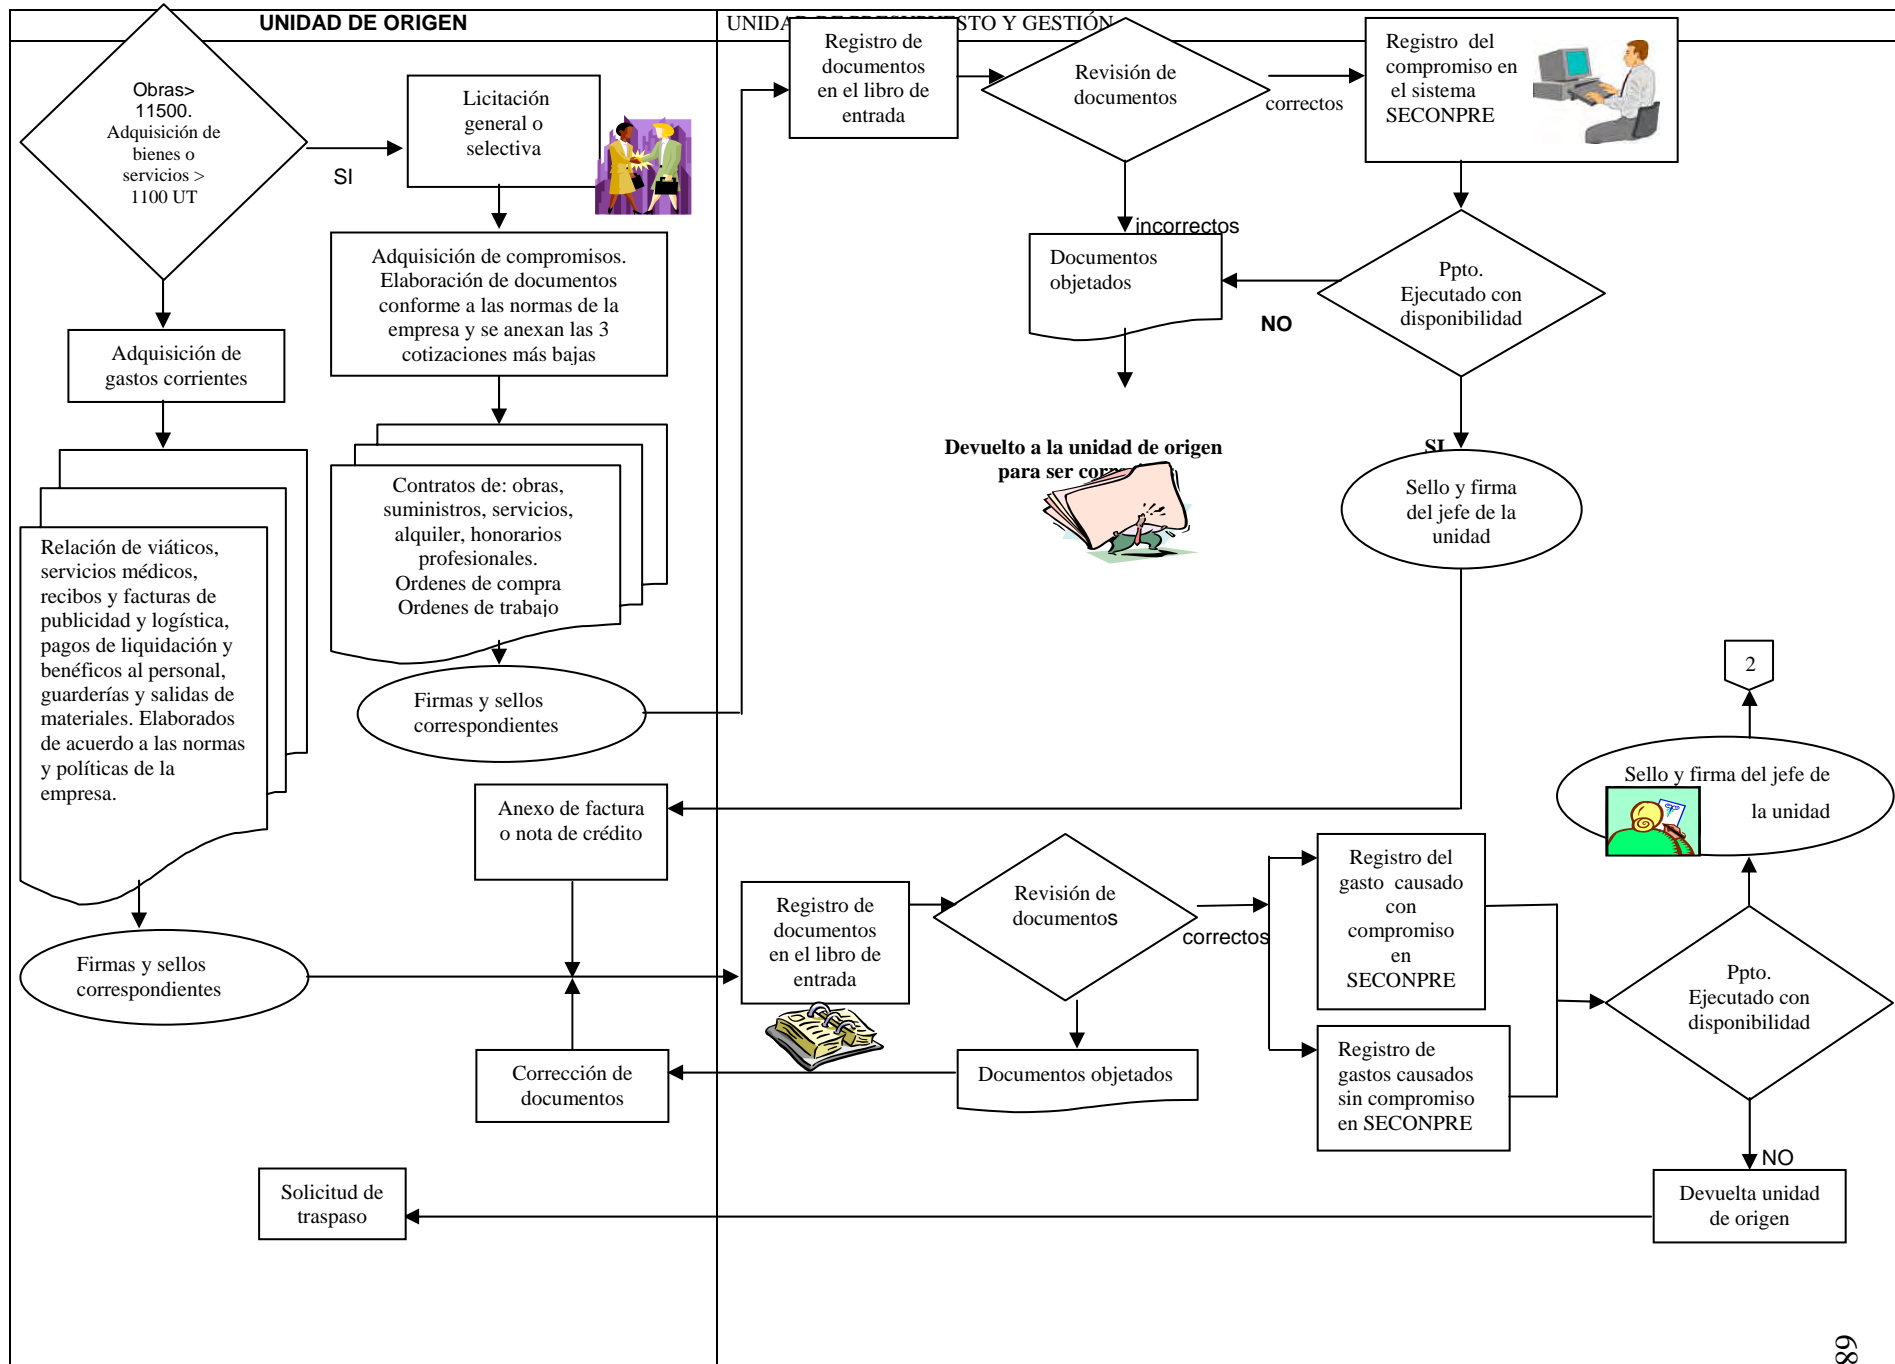 UNIDAD DE ORIGEN
Obras>
11500.
Adquisición de
bienes o
servicios >
1100 UT
SI
Licitación
general o
selectiva
Adquisición de compromisos.
Elaboración de documentos
conforme a las normas de la
empresa y se anexan las 3
cotizaciones más bajas
Adquisición de
gastos corrientes
Contratos de: obras,
suministros, servicios,
alquiler, honorarios
profesionales.
Ordenes de compra
Ordenes de trabajo
Relación de viáticos,
servicios médicos,
recibos y facturas de
publicidad y logística,
pagos de liquidación y
benéficos al personal,
guarderías y salidas de
materiales. Elaborados
de acuerdo a las normas
y políticas de la
empresa.
Firmas y sellos
correspondientes
Firmas y sellos
correspondientes
Anexo de factura
o nota de crédito
Corrección de
documentos
Solicitud de
traspaso
UNIDAD DE PRESUPUESTO Y GESTIÓN
Registro de
documentos
en el libro de
entrada
Revisión de
documentos
correctos
Registro del
compromiso en
el sistema
SECONPRE
incorrectos
Documentos
objetados
NO
Ppto.
Ejecutado con
disponibilidad
Devuelto a la unidad de origen
para ser
SI
Sello y firma
del jefe de la
unidad
2
Sello y firma del jefe de
la unidad
Registro de
documentos
en el libro de
entrada
Revisión de
documentos
correctos
Registro del
gasto causado
con
compromiso
en
SECONPRE
Documentos objetados
Registro de
gastos causados
sin compromiso
en SECONPRE
Ppto.
Ejecutado con
disponibilidad
NO
Devuelta unidad
de origen
68